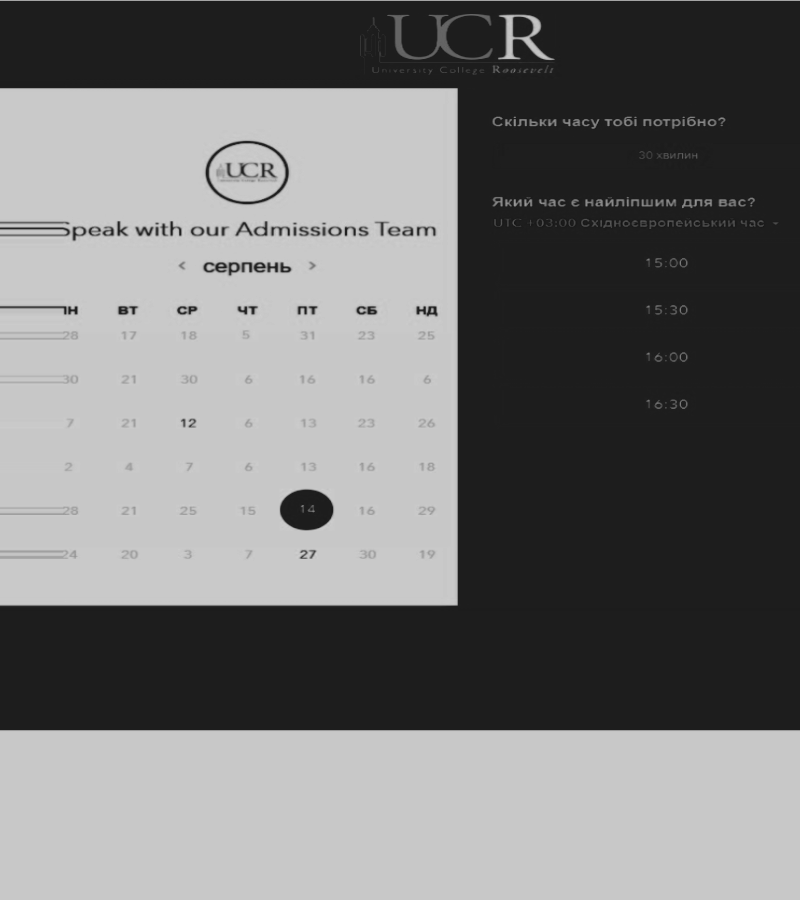 UCR
University College Roosevelt
UCR
Speak with our Admissions Team
< серпень >
ПН ВТ СР ЧТ ПТ СБ НД
28 17 18 5 31 23 25
30 21 30 6 16 16 6
7 21 12 6 13 23 26
2 4 7 6 13 16 18
28 21 25 15 14 16 29
24 20 3 7 27 30 19
Скільки часу тобі потрібно?
30 хвилин
Який час є найліпшим для вас?
UTC +03:00 Східноєвропейський час
15:00
15:30
16:00
16:30